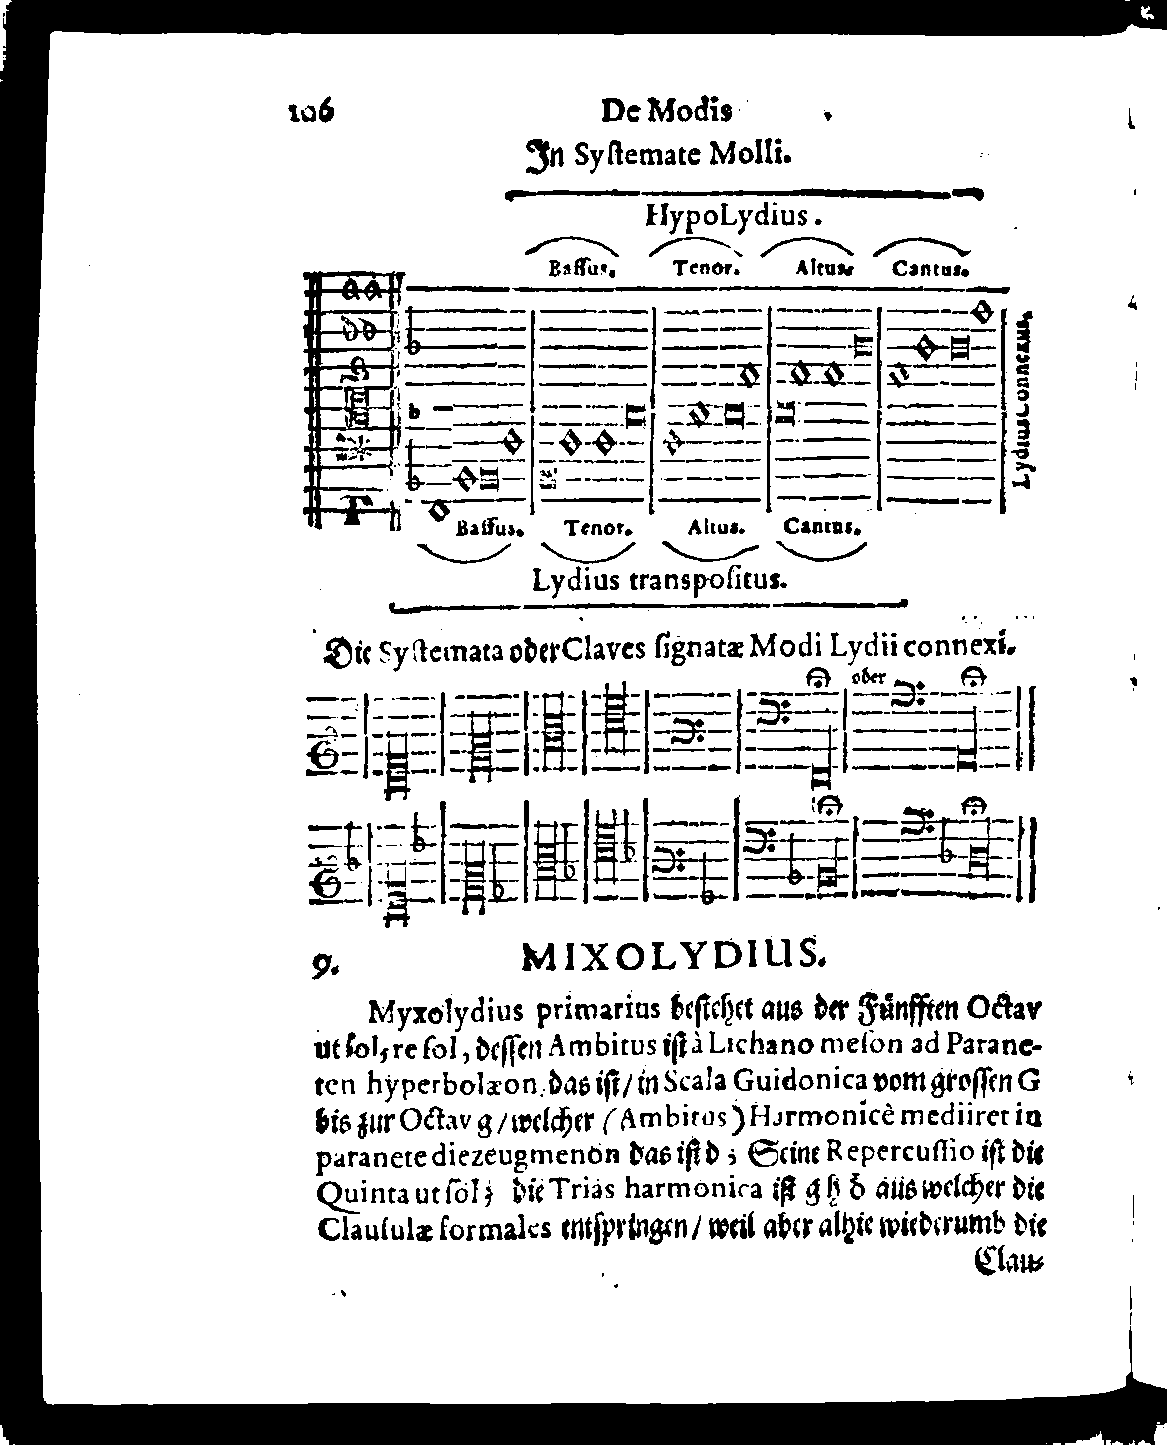 106 De Modis
In Systemate Molli.
HypoLydius.
Bassus. Tenor. Altus. Cantus.
LydiusConnexus.
Bassus. Tenor. Altus. Cantus.
Lydius transpositus.
Die Systemata oder Claves signatæ Modi Lydii connexi.
oder
9. MIXOLYDIUS.
Myxolydius primarius bestehet aus der Fünfften Octav
ut sol, re sol, dessen Ambitus ist à Lichano meson ad Parane-
ten hyperbolæon, das ist/ in Scala Guidonica vom grossen G
bis zur Octav g/ welcher (Ambitus) Harmonicè mediiret in
paranete diezeugmenon das ist d; Seine Repercussio ist die
Quinta ut sol; die Trias harmonica ist g h d aus welcher die
Clausulæ formales entspringen/ weil aber alhie wiederumb die
Clau-